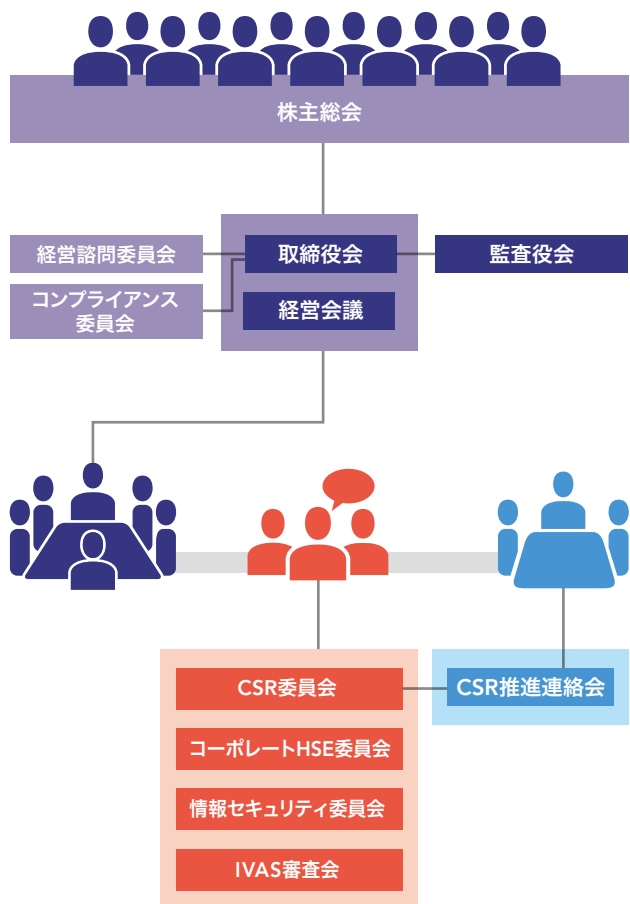 株主総会
経営諮問委員会
取締役会
監査役会
コンプライアンス
委員会
経営会議
CSR委員会
CSR推進連絡会
コーポレートHSE委員会
情報セキュリティ委員会
IVAS審査会